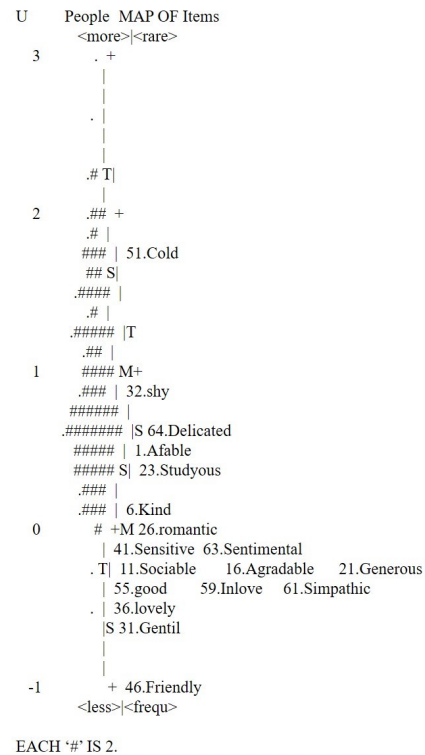 U People MAP OF Items
<more>|<rare>
3 . +
|
|
. |
|
|
.# T|
|
2 .## +
.# |
### | 51.Cold
## S|
.#### |
.# |
.##### |T
.## |
1 #### M+
.### | 32.shy
###### |
.####### |S 64.Delicated
##### | 1.Afable
##### S| 23.Studyous
.### |
.### | 6.Kind
0 # +M 26.romantic
| 41.Sensitive 63.Sentimental
. T| 11.Sociable 16.Agradable 21.Generous
| 55.good 59.Inlove 61.Simpathic
. | 36.lovely
|S 31.Gentil
|
|
-1 + 46.Friendly
<less>|<frequ>
EACH ‘#’ IS 2.